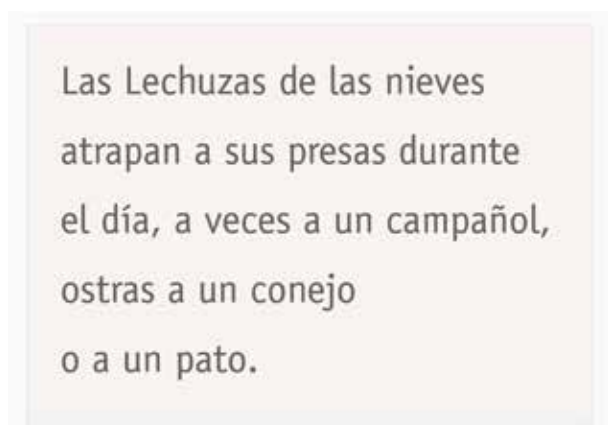 Las Lechuzas de las nieves
atrapan a sus presas durante
el día, a veces a un campañol,
ostras a un conejo
o a un pato.